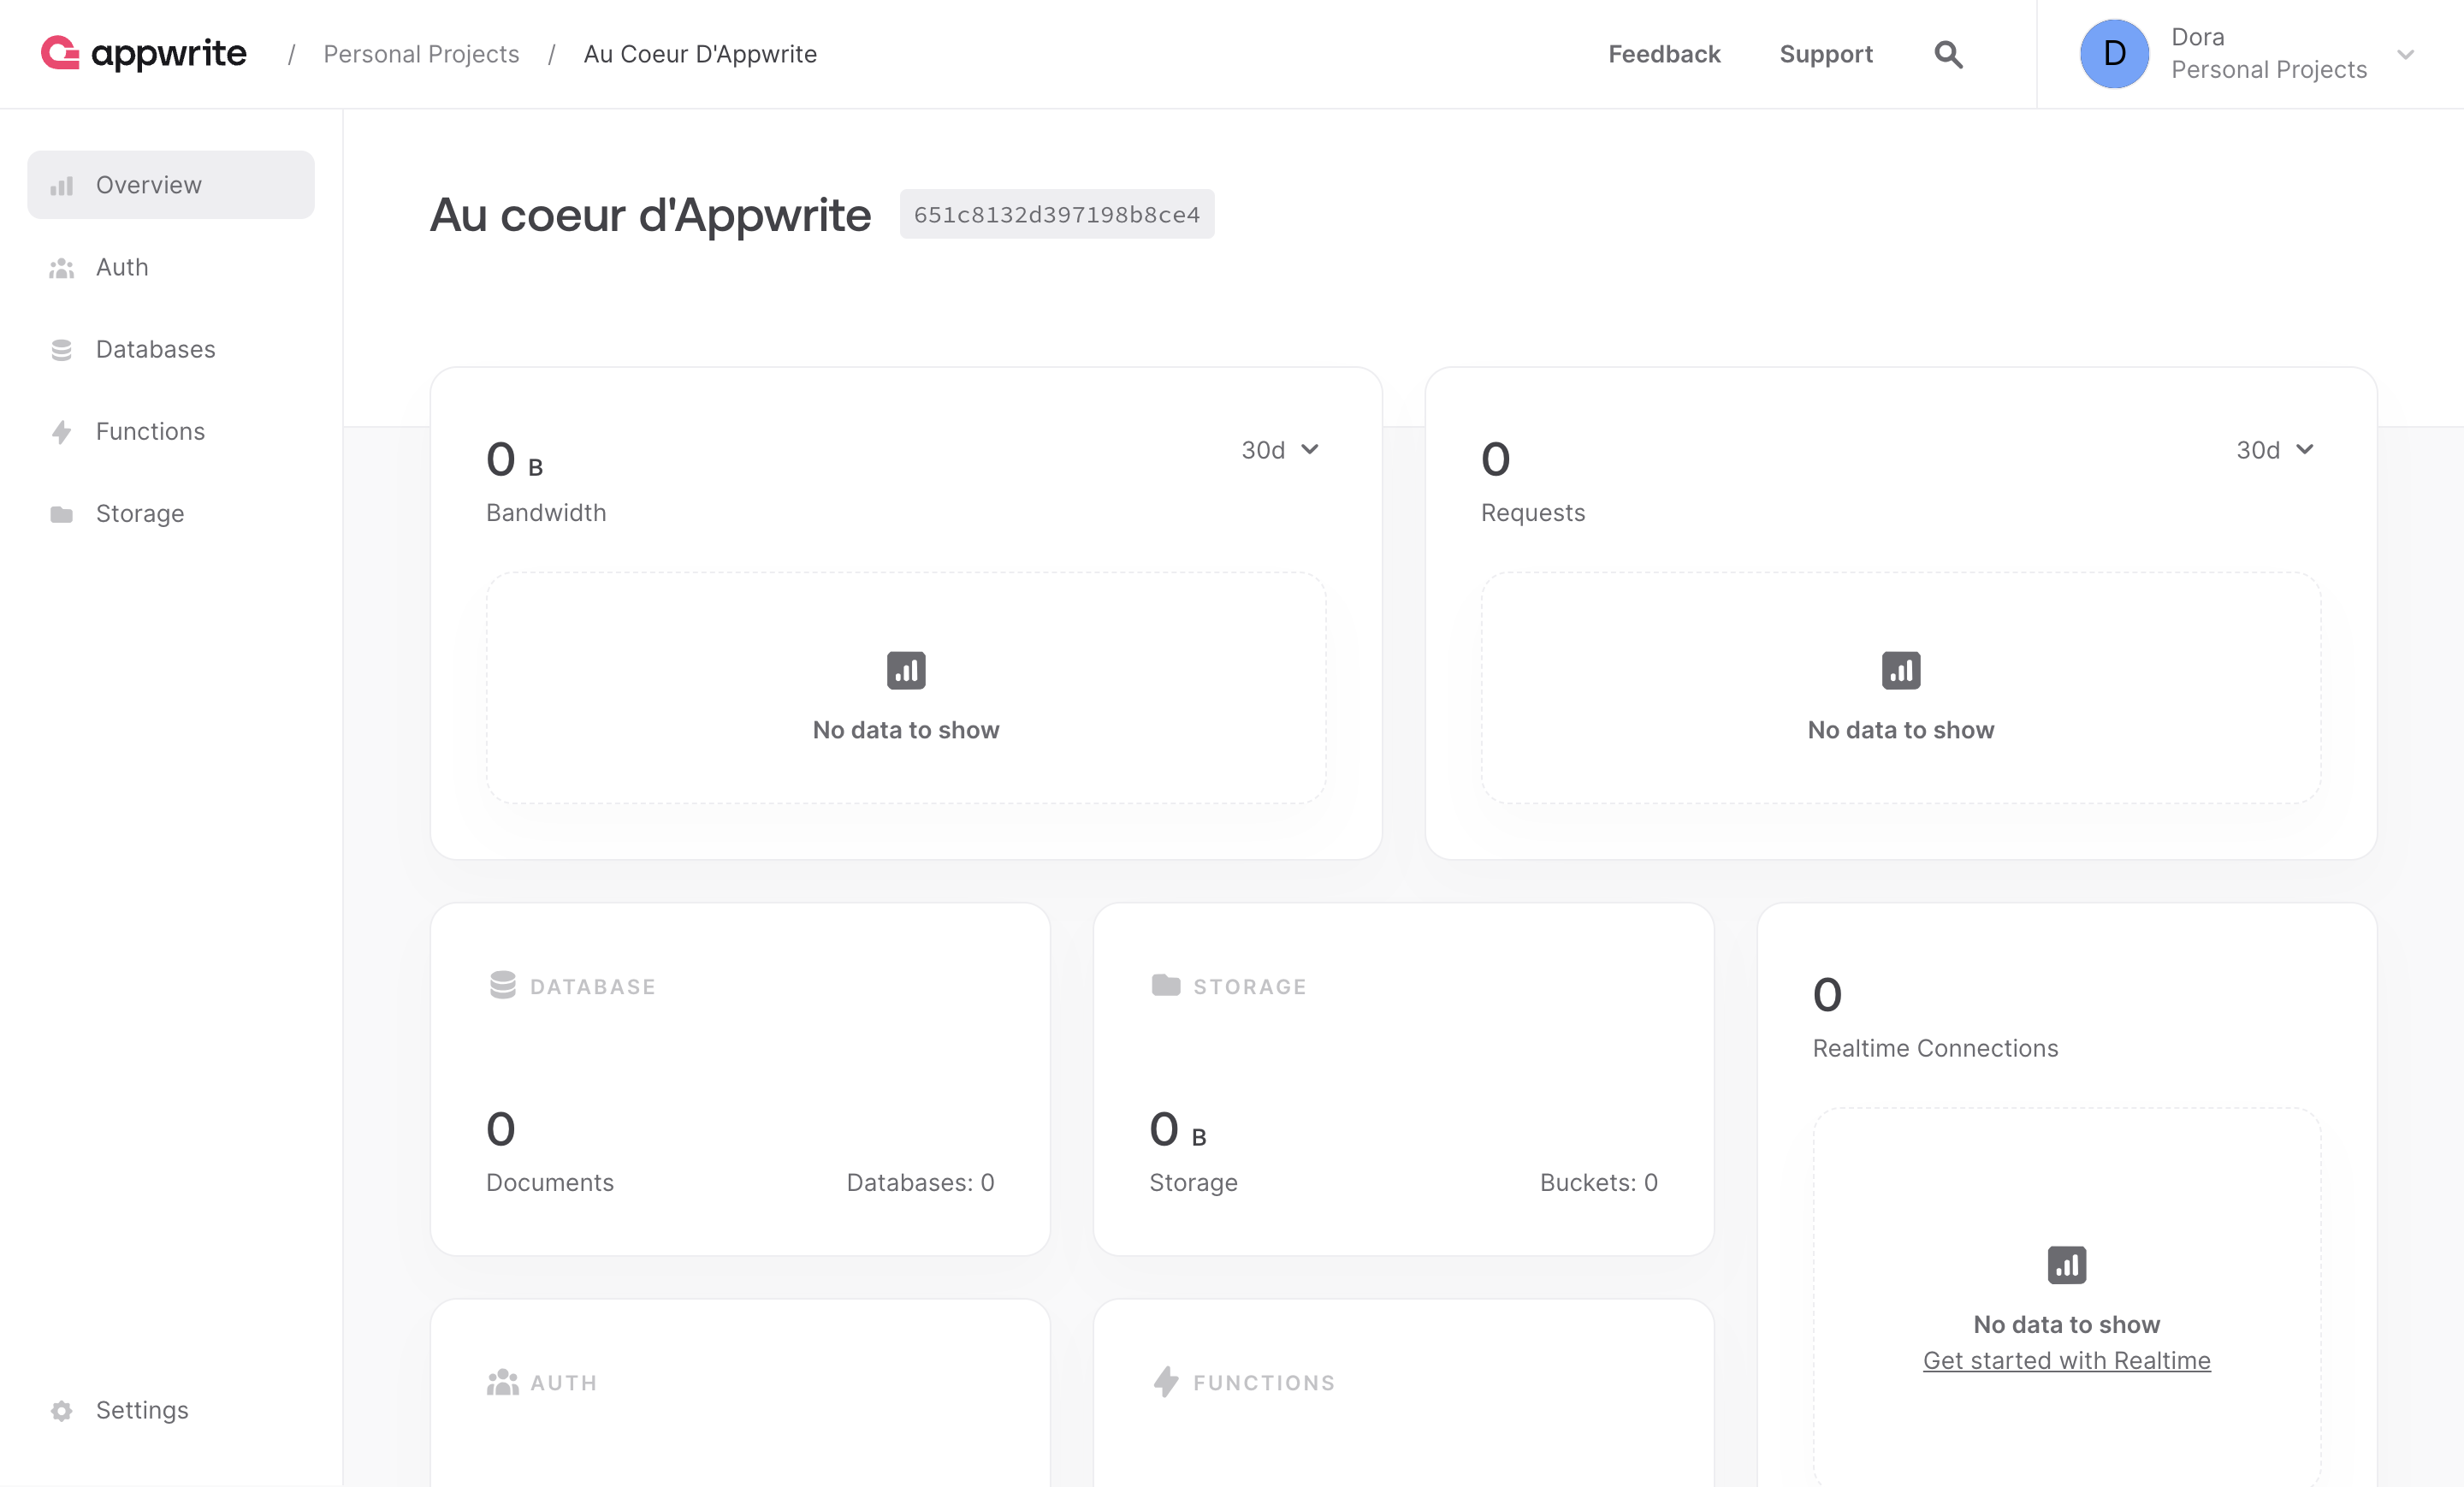 appwrite / Personal Projects / Au Coeur D'Appwrite
Feedback
Support
D
Dora
Personal Projects
Overview
Auth
Databases
Functions
Storage
Settings
Au coeur d'Appwrite
651c8132d397198b8ce4
0 B
30d
Bandwidth
No data to show
0
30d
Requests
No data to show
DATABASE
0
Documents
Databases: 0
STORAGE
0 B
Storage
Buckets: 0
0
Realtime Connections
No data to show
Get started with Realtime
AUTH
FUNCTIONS